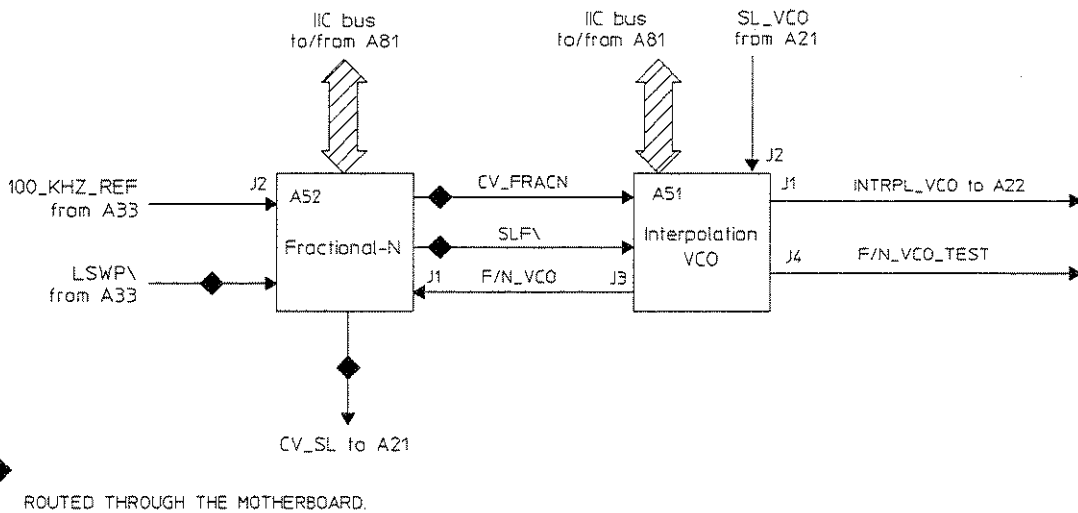 IIC bus
to/from A81
IIC bus
to/from A81
SL_VCO
from A21
J2
100_KHZ_REF
from A33
J2
A52
Fractional-N
CV_FRACN
A51
Interpolation
VCO
J1
INTRPL_VCO to A22
SLF\
LSWP\
from A33
J1
F/N_VCO
J3
J4
F/N_VCO_TEST
CV_SL to A21
ROUTED THROUGH THE MOTHERBOARD.